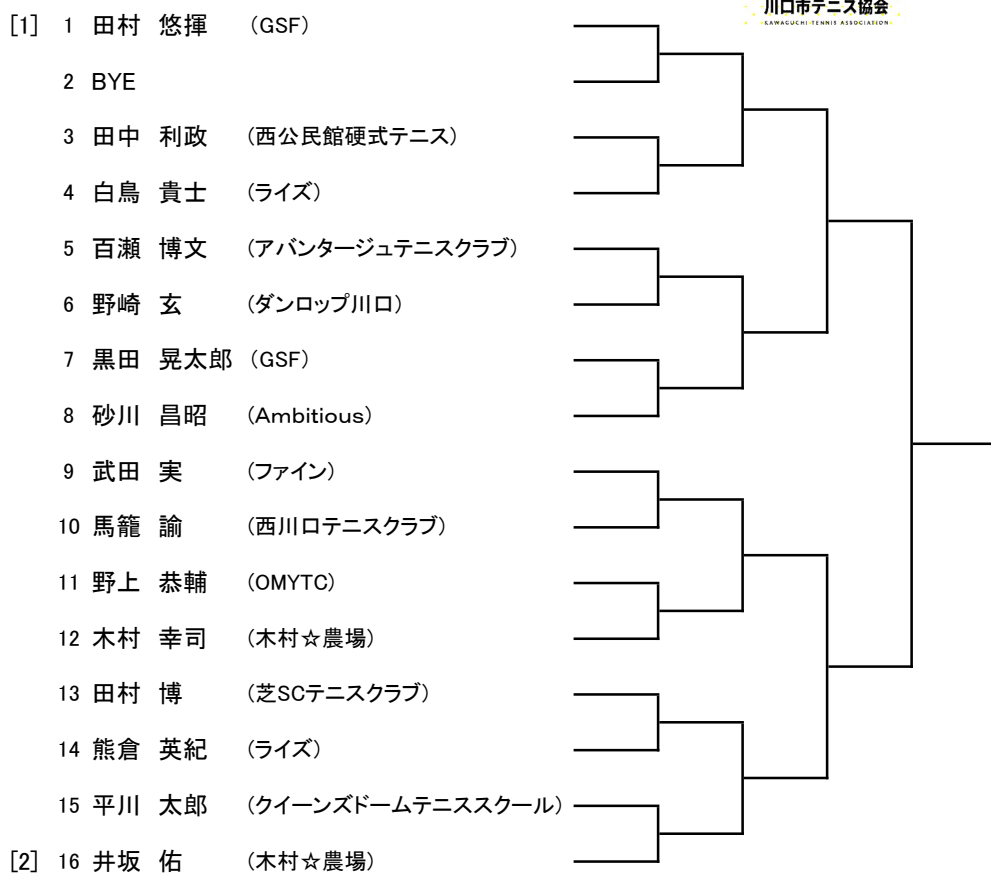 川口市テニス協会
KAWAGUCHI TENNIS ASSOCIATION
[1] 1 田村 悠揮 (GSF)
2 BYE
3 田中 利政 (西公民館硬式テニス)
4 白鳥 貴士 (ライズ)
5 百瀬 博文 (アバンタージュテニスクラブ)
6 野崎 玄 (ダンロップ川口)
7 黒田 晃太郎 (GSF)
8 砂川 昌昭 (Ambitious)
9 武田 実 (ファイン)
10 馬籠 諭 (西川口テニスクラブ)
11 野上 恭輔 (OMYTC)
12 木村 幸司 (木村☆農場)
13 田村 博 (芝SCテニスクラブ)
14 熊倉 英紀 (ライズ)
15 平川 太郎 (クイーンズドームテニススクール)
[2] 16 井坂 佑 (木村☆農場)